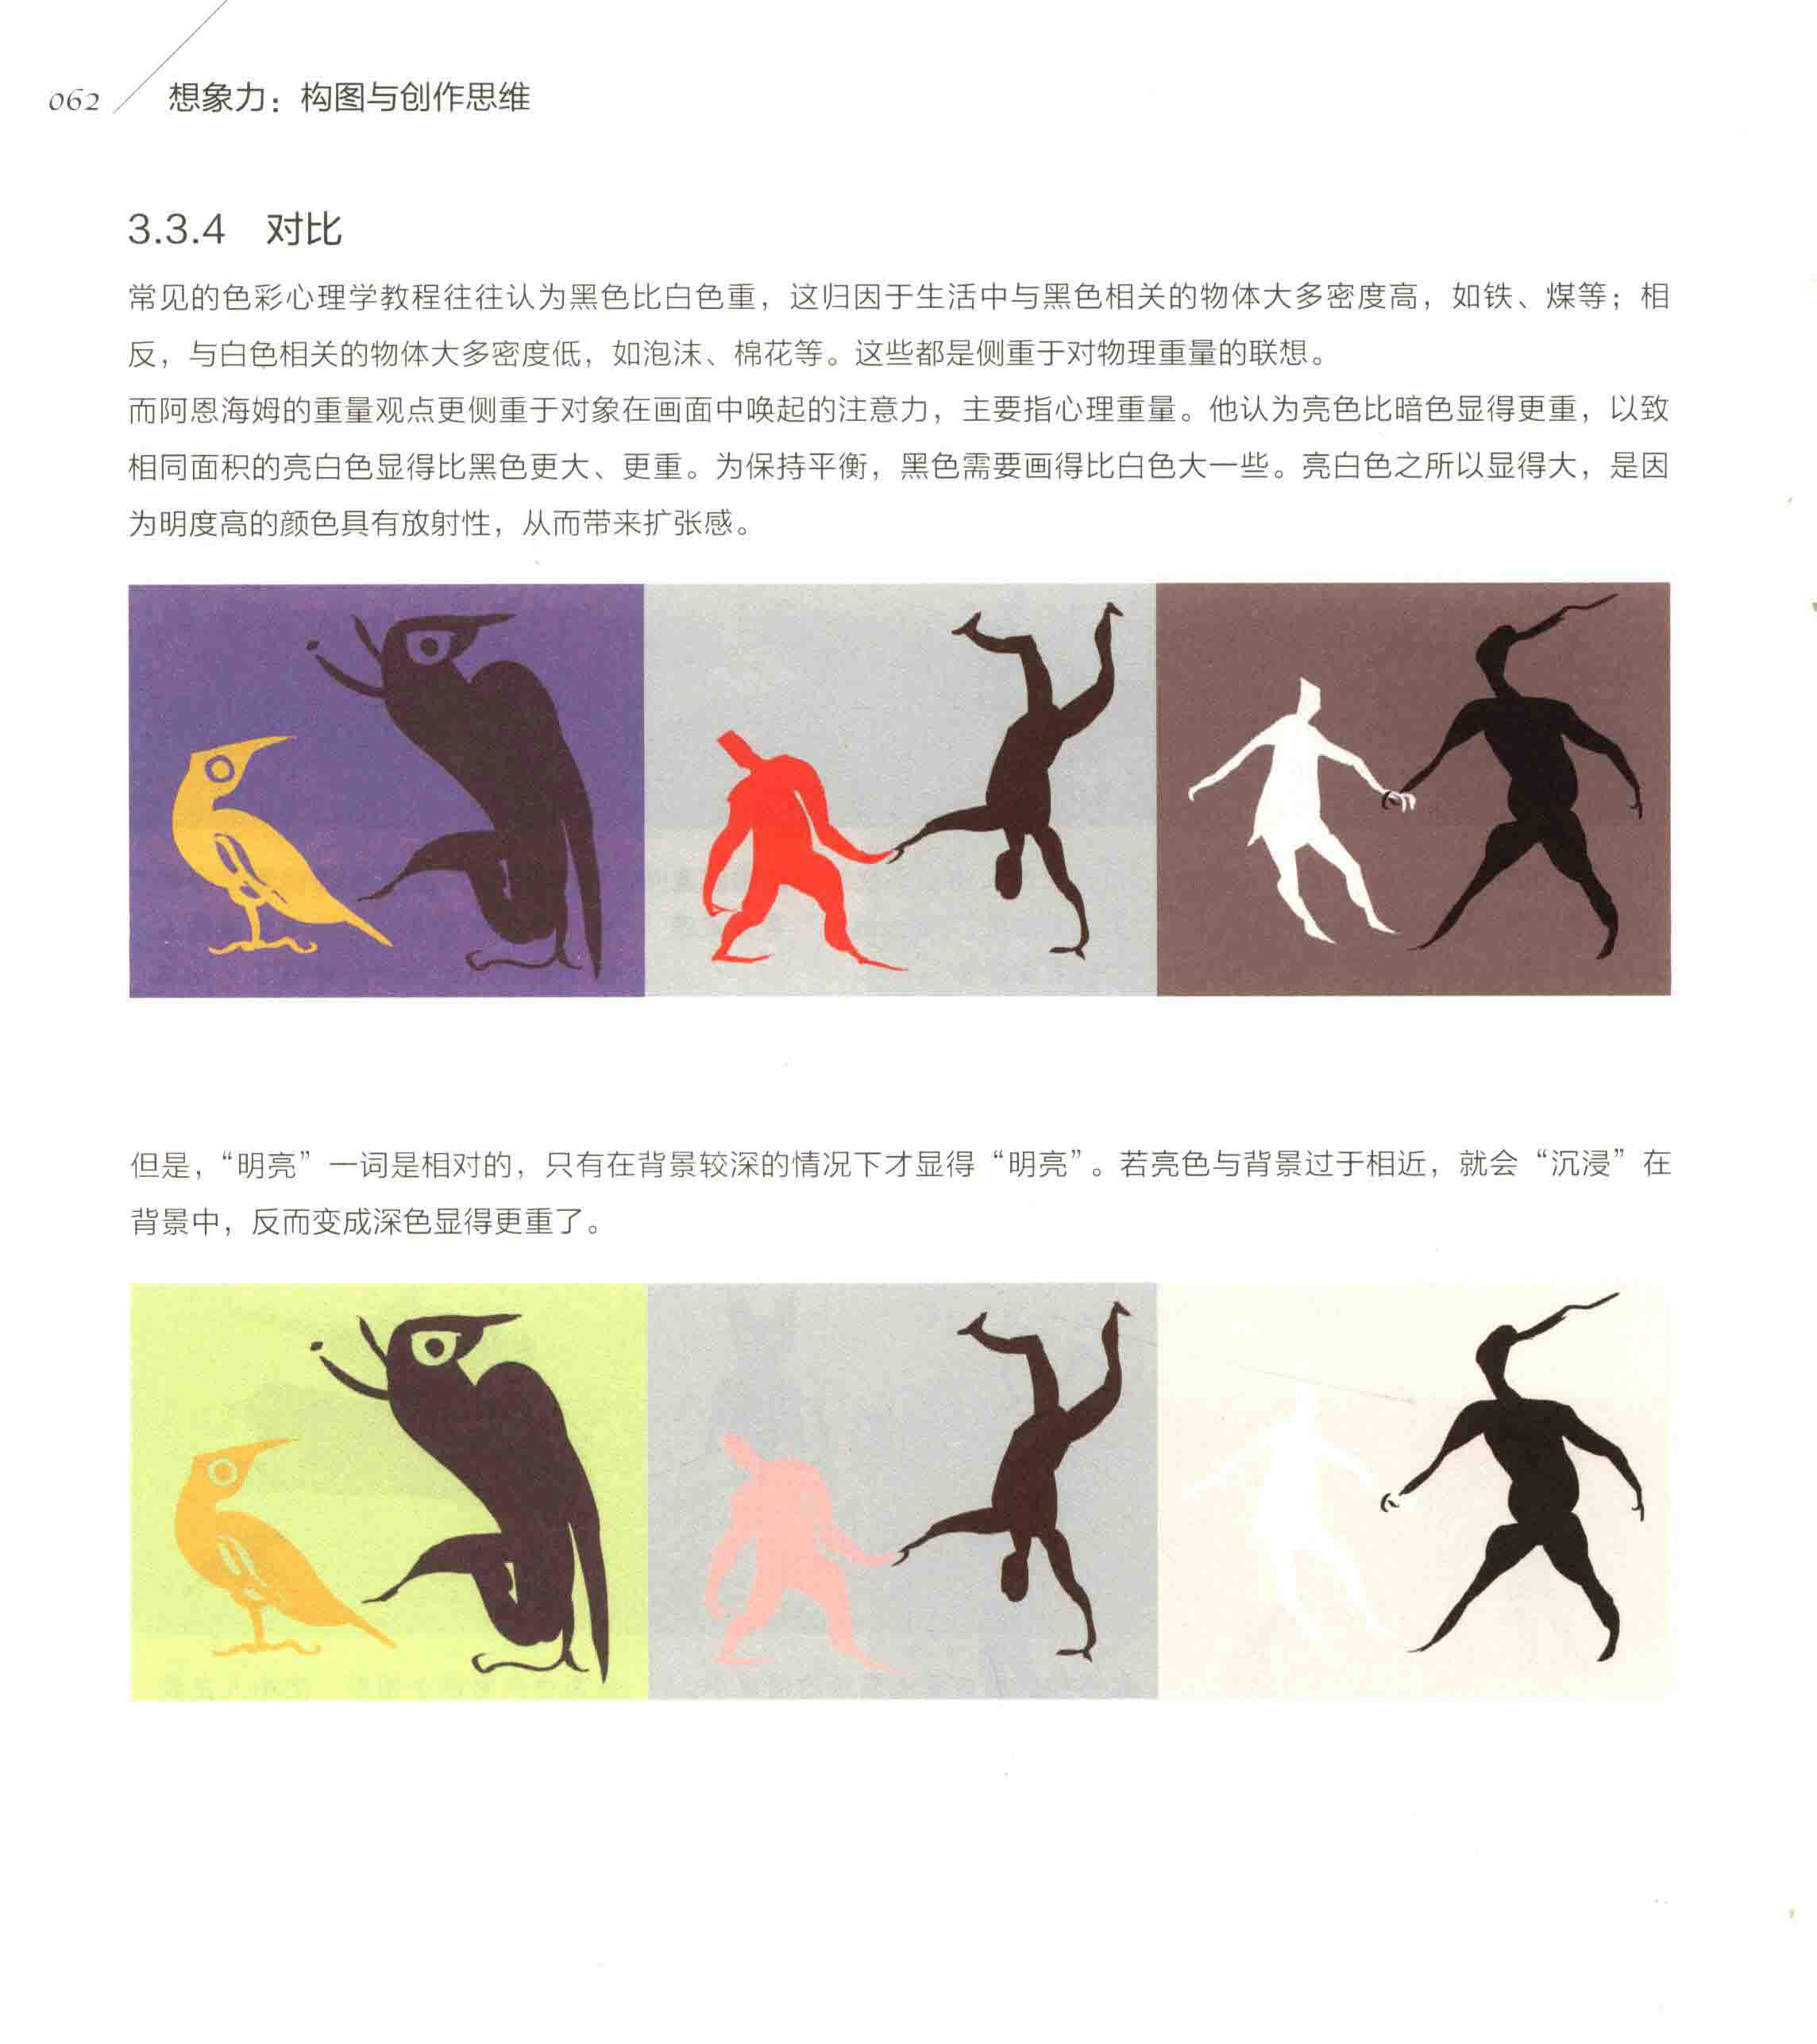 062
想象力：构图与创作思维
3.3.4 对比
常见的色彩心理学教程往往认为黑色比白色重，这归因于生活中与黑色相关的物体大多密度高，如铁、煤等；相
反，与白色相关的物体大多密度低，如泡沫、棉花等。这些都是侧重于对物理重量的联想。
而阿恩海姆的重量观点更侧重于对象在画面中唤起的注意力，主要指心理重量。他认为亮色比暗色显得更重，以致
相同面积的亮白色显得比黑色更大、更重。为保持平衡，黑色需要画得比白色大一些。亮白色之所以显得大，是因
为明度高的颜色具有放射性，从而带来扩张感。
但是，“明亮”一词是相对的，只有在背景较深的情况下才显得“明亮”。若亮色与背景过于相近，就会“沉浸”在
背景中，反而变成深色显得更重了。